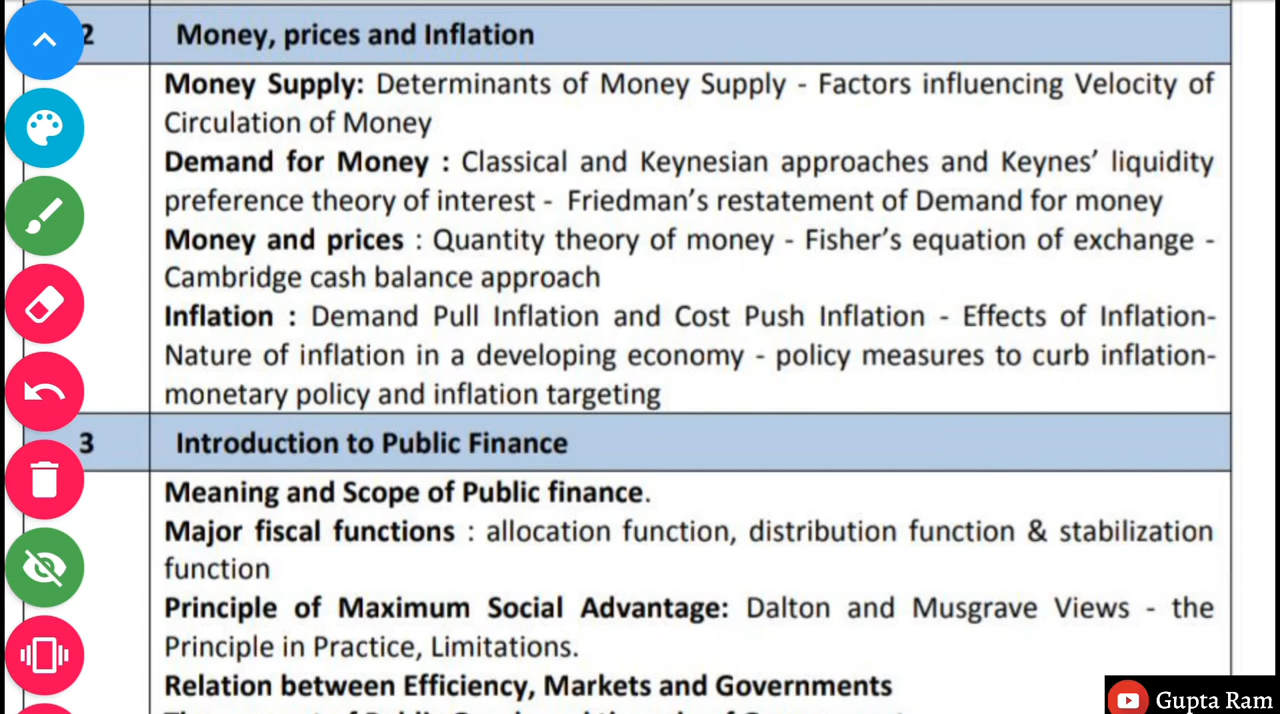 2 Money, prices and Inflation
Money Supply: Determinants of Money Supply - Factors influencing Velocity of
Circulation of Money
Demand for Money : Classical and Keynesian approaches and Keynes’ liquidity
preference theory of interest - Friedman’s restatement of Demand for money
Money and prices : Quantity theory of money - Fisher’s equation of exchange -
Cambridge cash balance approach
Inflation : Demand Pull Inflation and Cost Push Inflation - Effects of Inflation-
Nature of inflation in a developing economy - policy measures to curb inflation-
monetary policy and inflation targeting
3 Introduction to Public Finance
Meaning and Scope of Public finance.
Major fiscal functions : allocation function, distribution function & stabilization
function
Principle of Maximum Social Advantage: Dalton and Musgrave Views - the
Principle in Practice, Limitations.
Relation between Efficiency, Markets and Governments
Gupta Ram